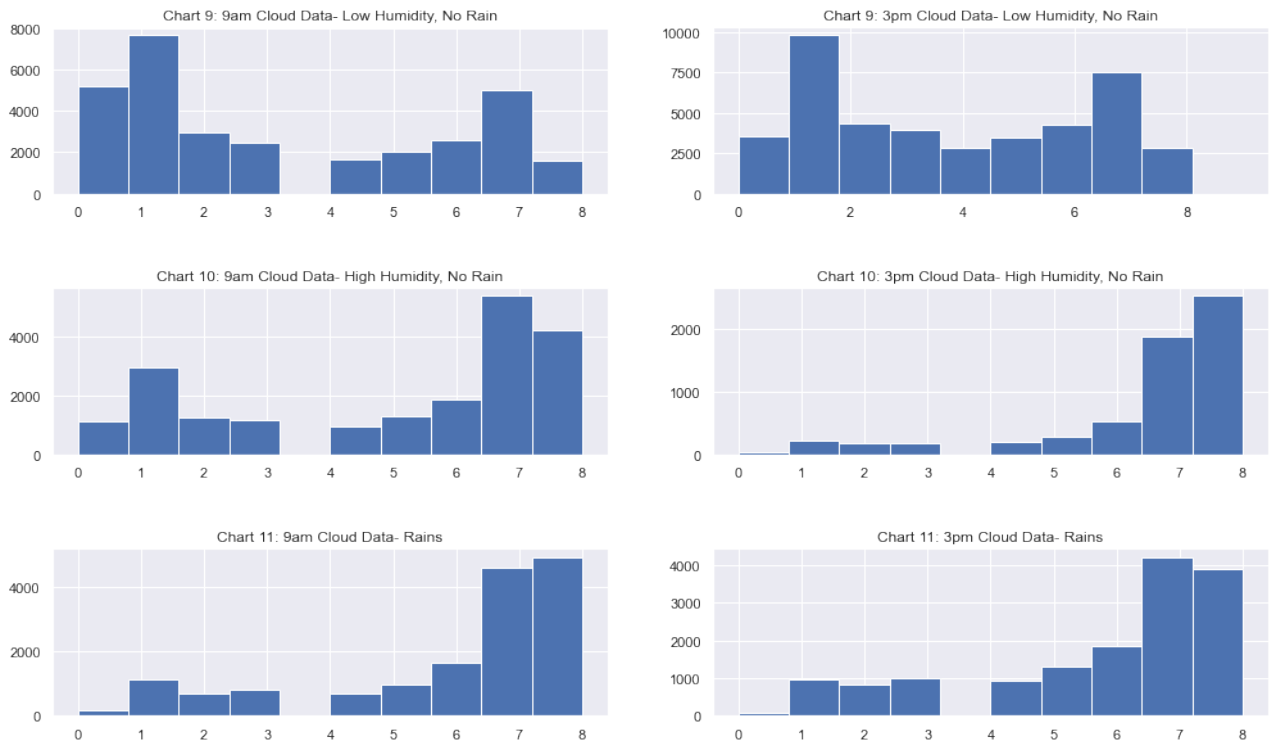 Chart 9: 9am Cloud Data- Low Humidity, No Rain
8000
6000
4000
2000
0
0 1 2 3 4 5 6 7 8
Chart 9: 3pm Cloud Data- Low Humidity, No Rain
10000
7500
5000
2500
0
0 2 4 6 8
Chart 10: 9am Cloud Data- High Humidity, No Rain
4000
2000
0
0 1 2 3 4 5 6 7 8
Chart 10: 3pm Cloud Data- High Humidity, No Rain
2000
1000
0
0 1 2 3 4 5 6 7 8
Chart 11: 9am Cloud Data- Rains
4000
2000
0
0 1 2 3 4 5 6 7 8
Chart 11: 3pm Cloud Data- Rains
4000
3000
2000
1000
0
0 1 2 3 4 5 6 7 8